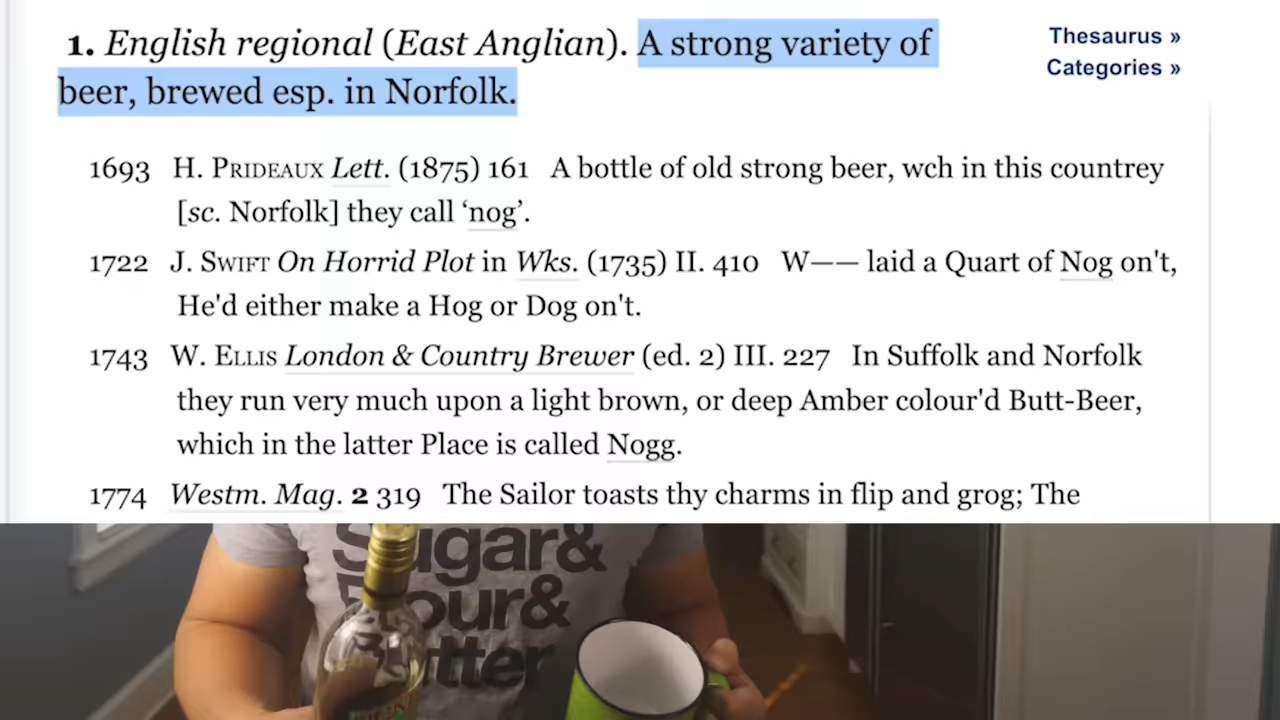 1. English regional (East Anglian). A strong variety of
beer, brewed esp. in Norfolk.
Thesaurus »
Categories »
1693 H. PRIDEAUX Lett. (1875) 161 A bottle of old strong beer, wch in this countrey
[sc. Norfolk] they call ‘nog’.
1722 J. SWIFT On Horrid Plot in Wks. (1735) II. 410 W—— laid a Quart of Nog on't,
He'd either make a Hog or Dog on't.
1743 W. ELLIS London & Country Brewer (ed. 2) III. 227 In Suffolk and Norfolk
they run very much upon a light brown, or deep Amber colour'd Butt-Beer,
which in the latter Place is called Nogg.
1774 Westm. Mag. 2 319 The Sailor toasts thy charms in flip and grog; The
Sugar&